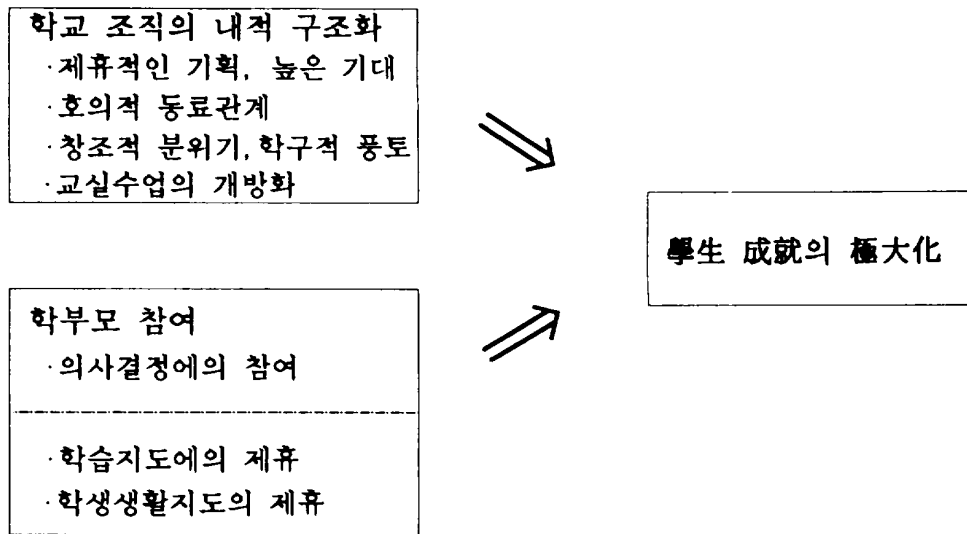 학교 조직의 내적 구조화
·제휴적인 기획, 높은 기대
·호의적 동료관계
·창조적 분위기,학구적 풍토
·교실수업의 개방화
學生 成就의 極大化
학부모 참여
·의사결정에의 참여
·학습지도에의 제휴
·학생생활지도의 제휴